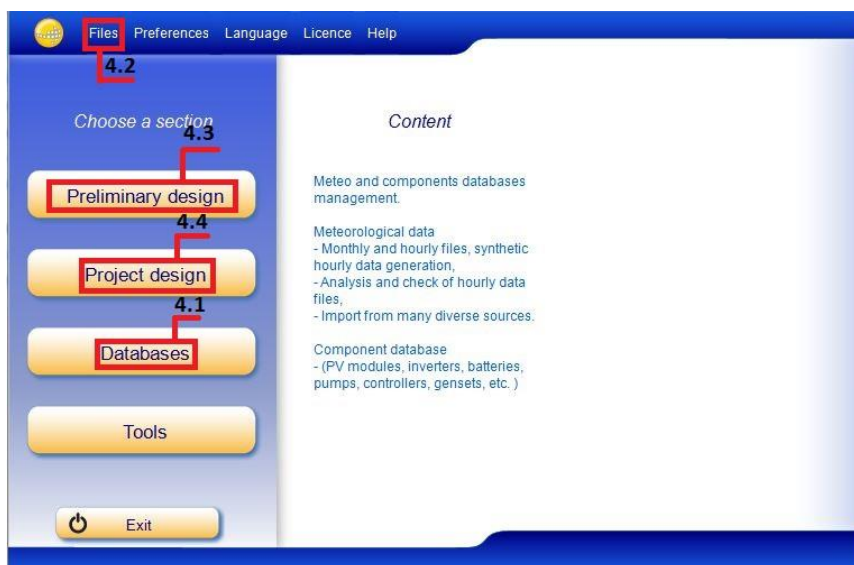 Files Preferences Language Licence Help
4.2
Choose a section
4.3
Preliminary design
4.4
Project design
4.1
Databases
Tools
Exit
Content
Meteo and components databases
management.
Meteorological data
- Monthly and hourly files, synthetic
hourly data generation,
- Analysis and check of hourly data
files,
- Import from many diverse sources.
Component database
- (PV modules, inverters, batteries,
pumps, controllers, gensets, etc. )